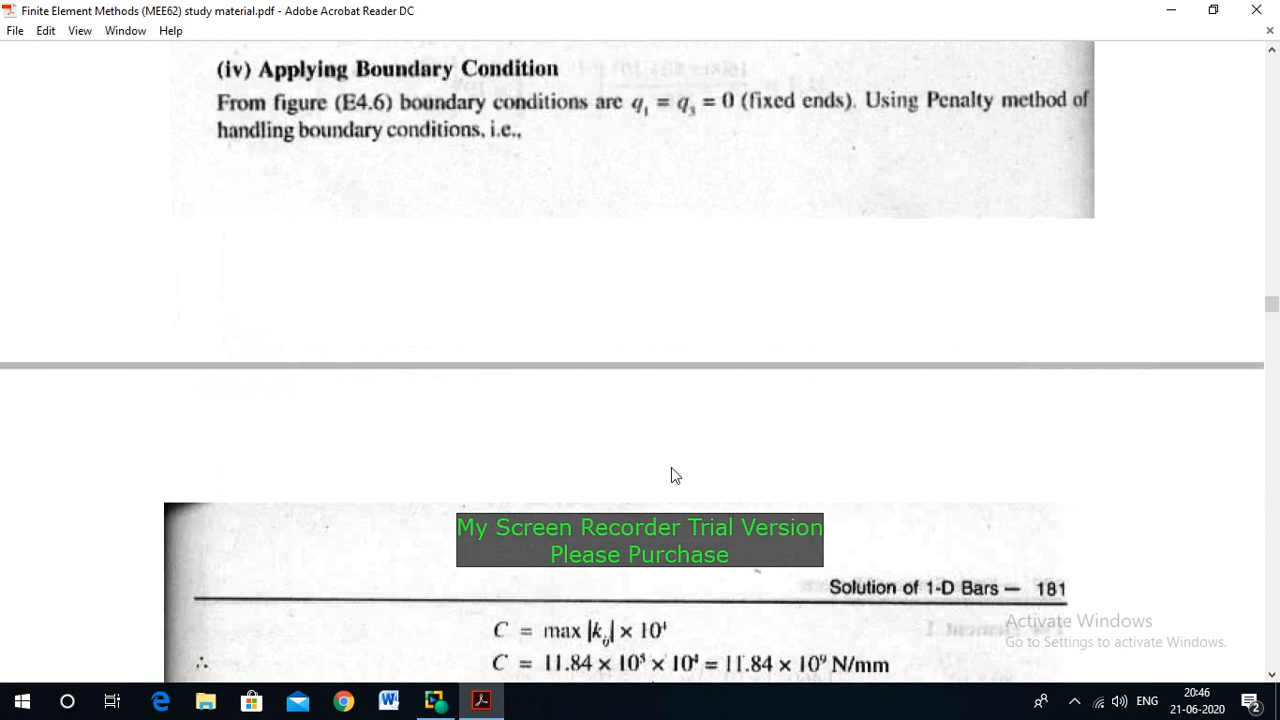 Finite Element Methods (MEE62) study material.pdf - Adobe Acrobat Reader DC
File Edit View Window Help
(iv) Applying Boundary Condition
From figure (E4.6) boundary conditions are q₁ = q₃ = 0 (fixed ends). Using Penalty method of
handling boundary conditions, i.e.,
My Screen Recorder Trial Version
Please Purchase
Solution of 1-D Bars — 181
C = max |kᵢⱼ| × 10⁴
∴ C = 11.84 × 10⁵ × 10⁴ = 11.84 × 10⁹ N/mm
Activate Windows
Go to Settings to activate Windows.
ENG
20:46
21-06-2020
2